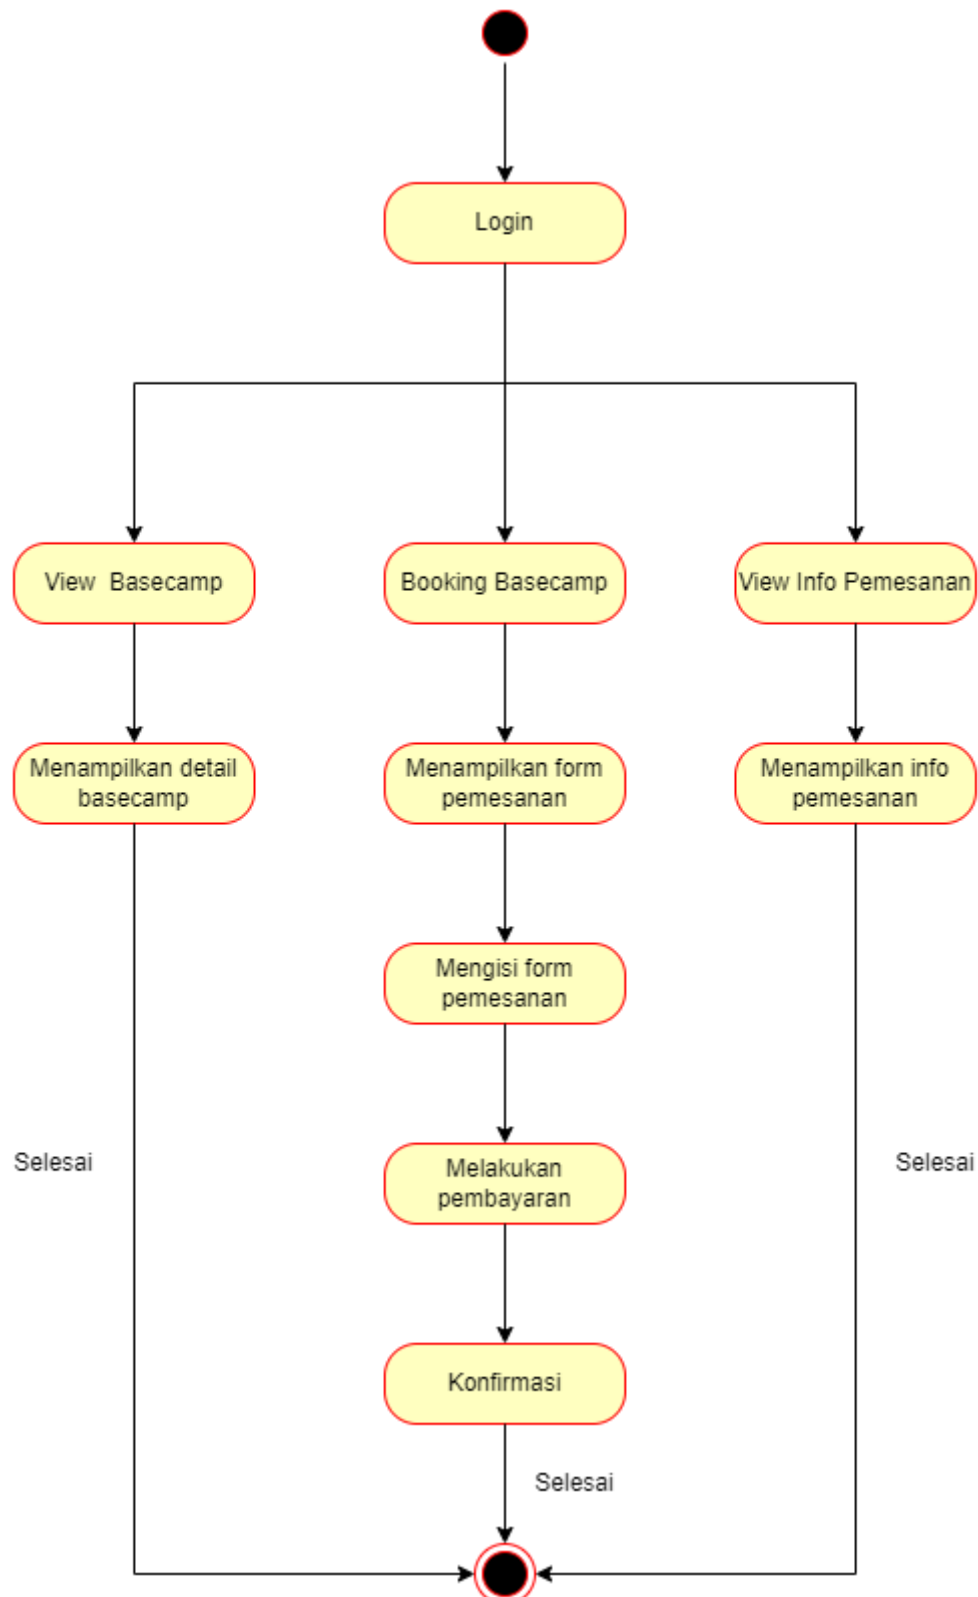 Login
View  Basecamp
Booking Basecamp
View Info Pemesanan
Menampilkan detail
basecamp
Menampilkan form
pemesanan
Menampilkan info
pemesanan
Mengisi form
pemesanan
Selesai
Melakukan
pembayaran
Selesai
Konfirmasi
Selesai